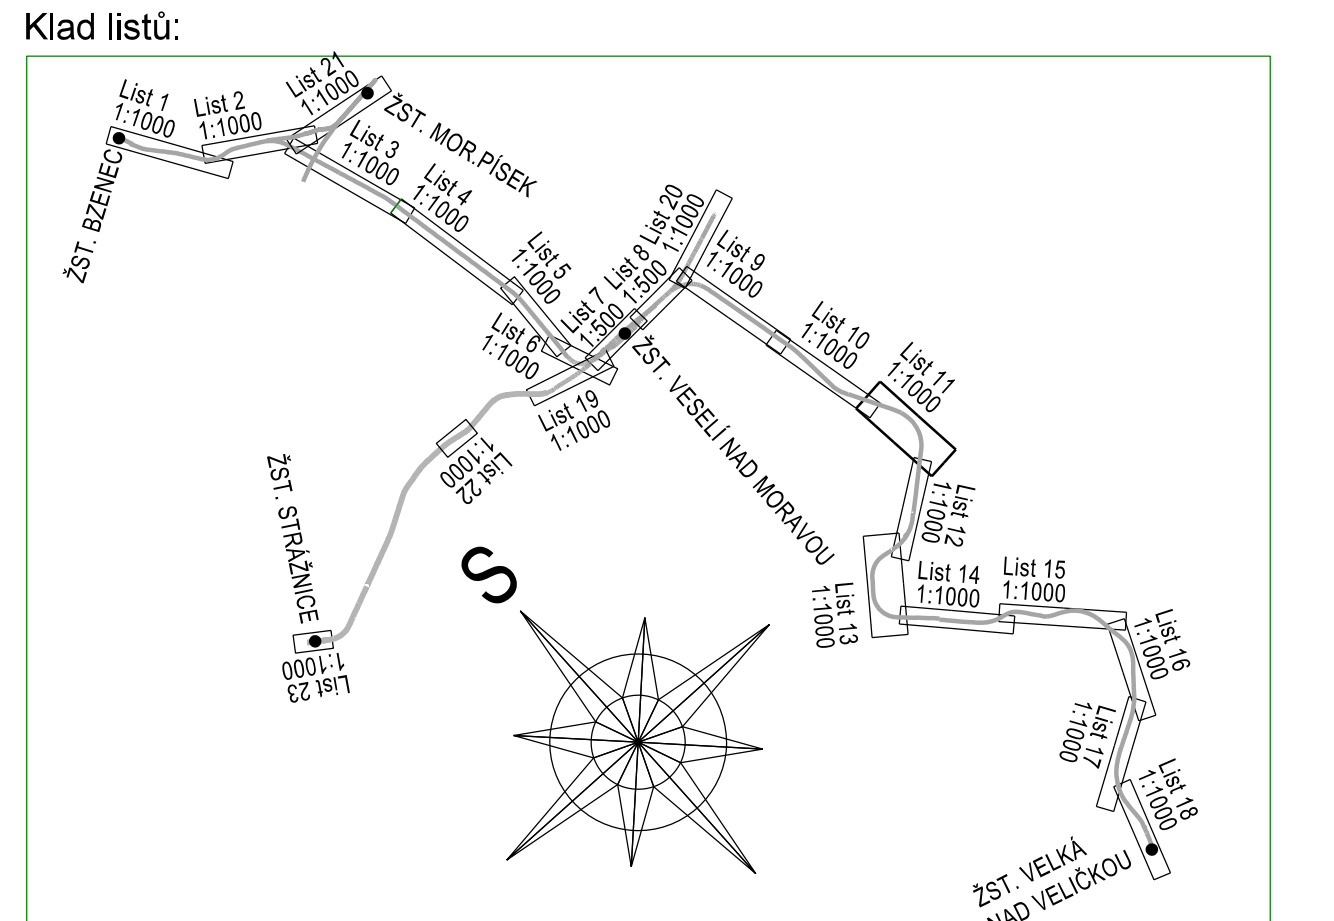 Klad listů:
List 1
1:1000
List 2
1:1000
List 21
1:1000
ŽST. MOR.PÍSEK
ŽST. BZENEC
List 3
1:1000
List 4
1:1000
List 5
1:1000
List 6
1:1000
List 7
1:500
List 8
1:500
List 20
1:1000
List 9
1:1000
List 10
1:1000
List 11
1:1000
ŽST. VESELÍ NAD MORAVOU
List 19
1:1000
List 22
1:1000
ŽST. STRÁŽNICE
List 23
1:1000
S
List 12
1:1000
List 13
1:1000
List 14
1:1000
List 15
1:1000
List 16
1:1000
List 17
1:1000
List 18
1:1000
ŽST. VELKÁ
NAD VELIČKOU